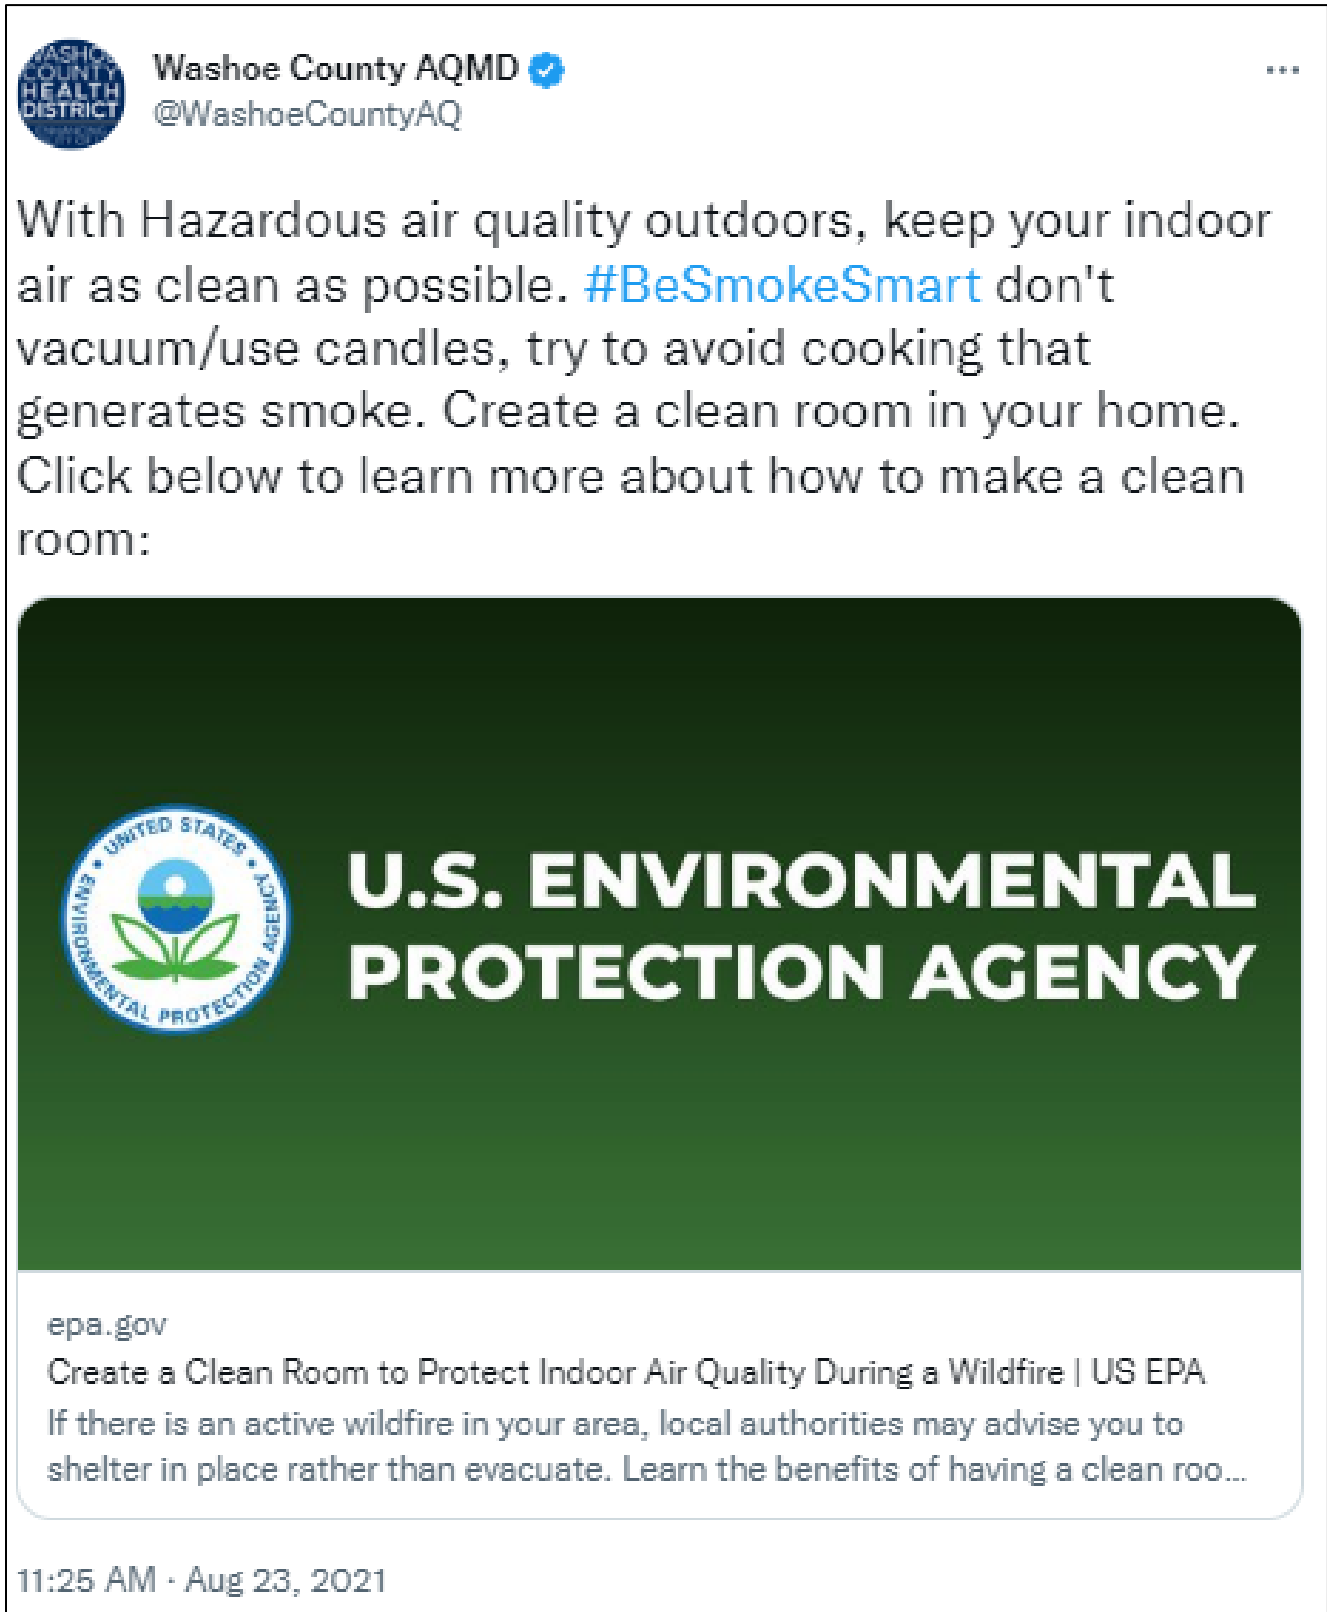 WASHOE
COUNTY
HEALTH
DISTRICT
Washoe County AQMD
@WashoeCountyAQ
With Hazardous air quality outdoors, keep your indoor
air as clean as possible. #BeSmokeSmart don't
vacuum/use candles, try to avoid cooking that
generates smoke. Create a clean room in your home.
Click below to learn more about how to make a clean
room:
UNITED STATES
ENVIRONMENTAL PROTECTION AGENCY
U.S. ENVIRONMENTAL
PROTECTION AGENCY
epa.gov
Create a Clean Room to Protect Indoor Air Quality During a Wildfire | US EPA
If there is an active wildfire in your area, local authorities may advise you to
shelter in place rather than evacuate. Learn the benefits of having a clean roo...
11:25 AM · Aug 23, 2021